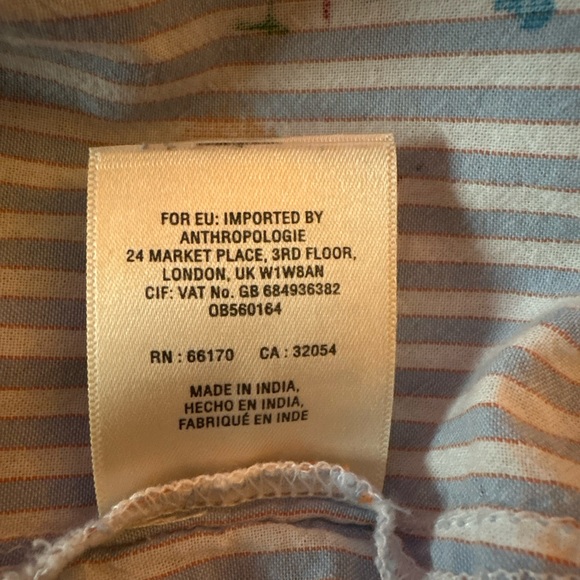 FOR EU: IMPORTED BY
ANTHROPOLOGIE
24 MARKET PLACE, 3RD FLOOR,
LONDON, UK W1W8AN
CIF: VAT No. GB 684936382
OB560164
RN : 66170 CA : 32054
MADE IN INDIA,
HECHO EN INDIA,
FABRIQUÉ EN INDE